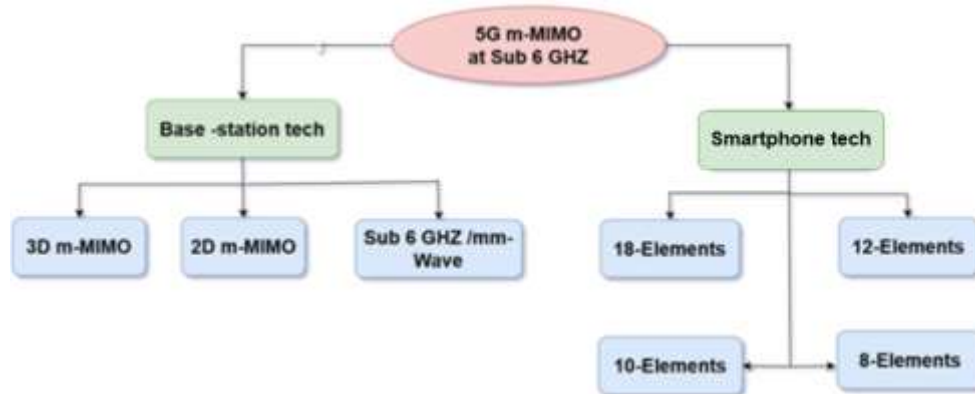 5G m-MIMO
at Sub 6 GHZ
Base -station tech
Smartphone tech
3D m-MIMO
2D m-MIMO
Sub 6 GHZ /mm-
Wave
18-Elements
12-Elements
10-Elements
8-Elements